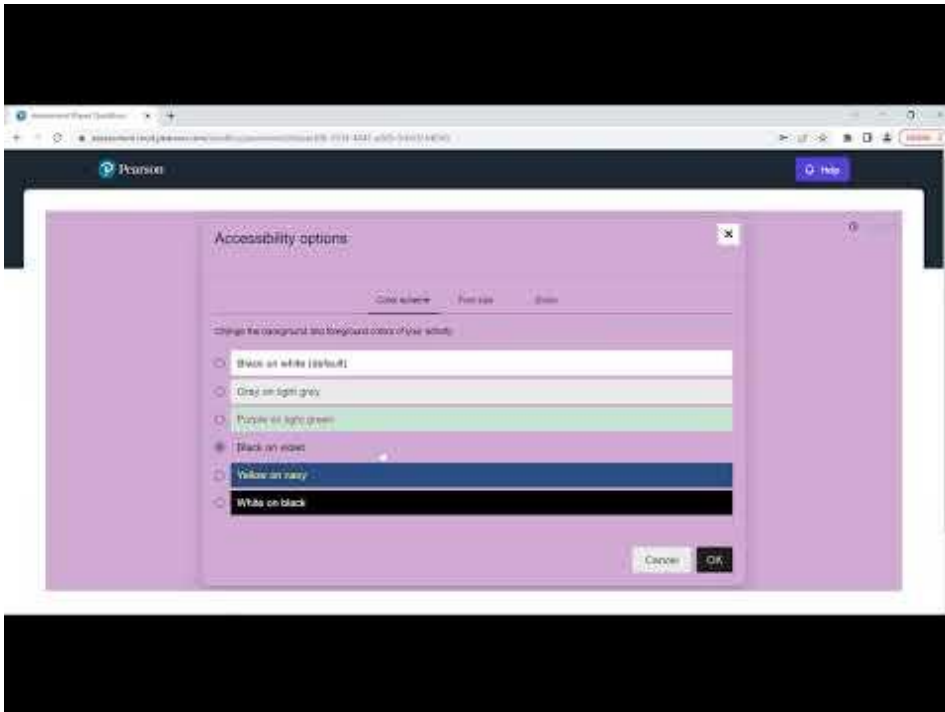 Pearson
Help
Accessibility options
Color scheme Font size Zoom
Change the background and foreground colors of your activity
Black on white (default)
Gray on light gray
Purple on light green
Black on violet
Yellow on navy
White on black
Cancel OK